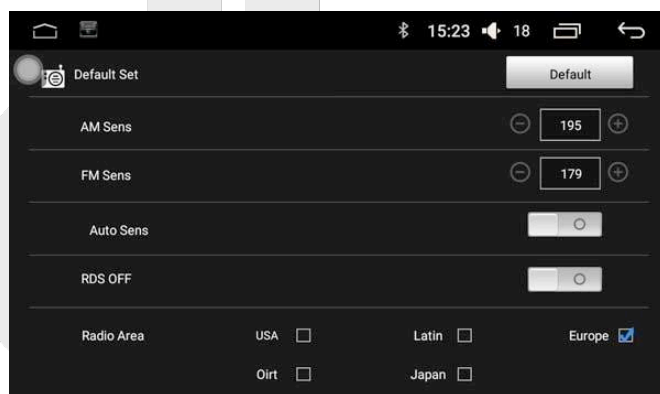 15:23 18
Default Set Default
AM Sens 195
FM Sens 179
Auto Sens
RDS OFF
Radio Area USA Latin Europe
Oirt Japan